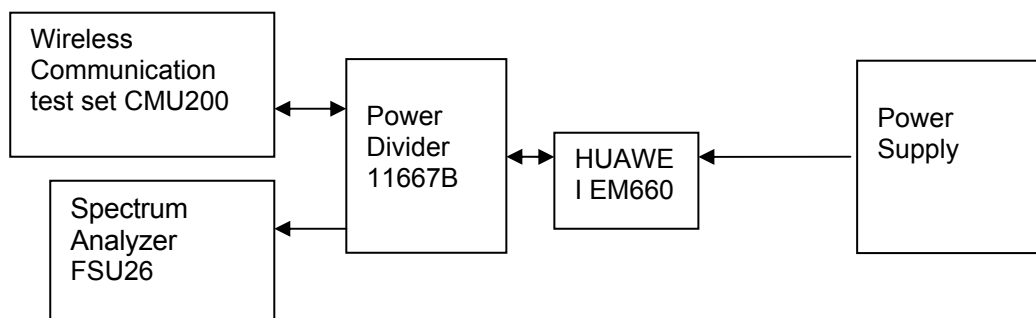 Wireless
Communication
test set CMU200
Power
Divider
11667B
HUAWE
I EM660
Power
Supply
Spectrum
Analyzer
FSU26